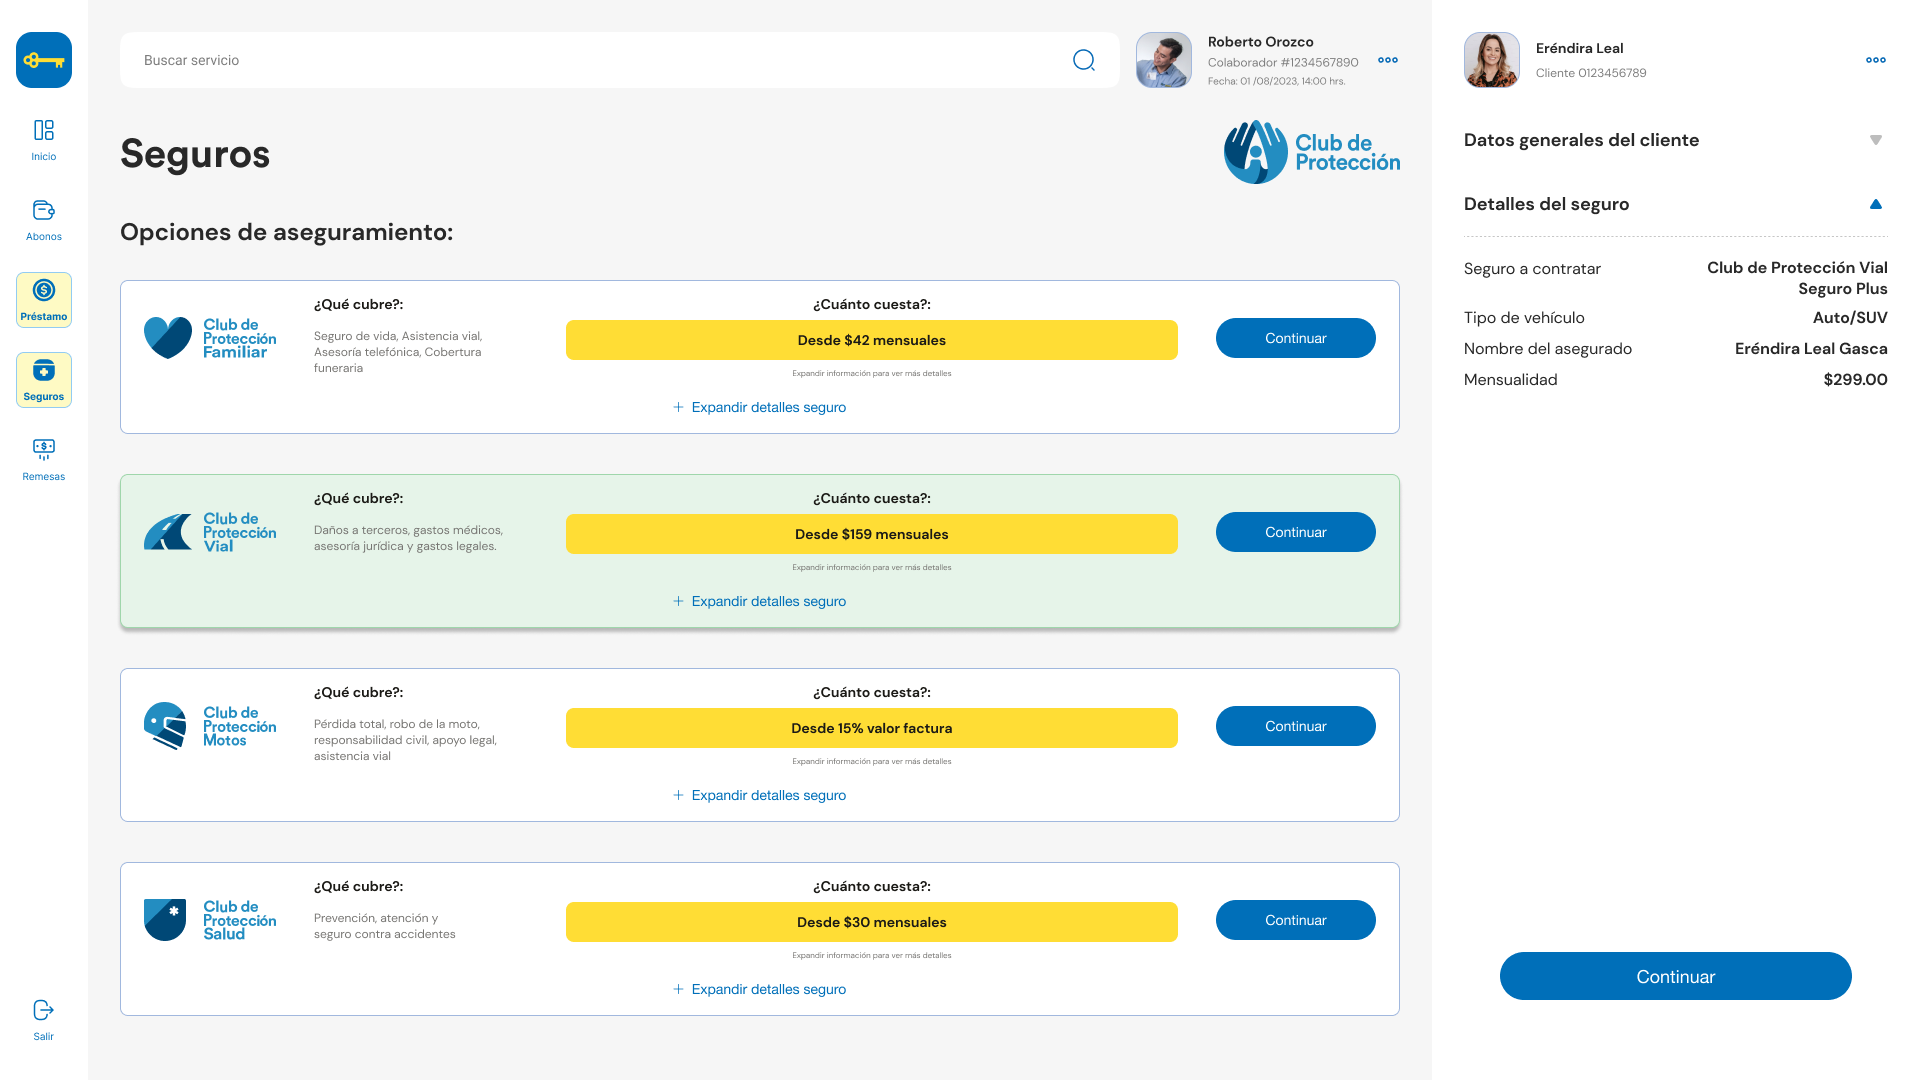 Inicio
Abonos
Préstamo
Seguros
Remesas
Salir
Buscar servicio
Roberto Orozco
Colaborador #1234567890
Fecha: 01 /08/2023, 14:00 hrs.
Seguros
Club de
Protección
Opciones de aseguramiento:
Club de
Protección
Familiar
¿Qué cubre?:
Seguro de vida, Asistencia vial,
Asesoría telefónica, Cobertura
funeraria
¿Cuánto cuesta?:
Desde $42 mensuales
Expandir información para ver más detalles
Continuar
+ Expandir detalles seguro
Club de
Protección
Vial
¿Qué cubre?:
Daños a terceros, gastos médicos,
asesoría jurídica y gastos legales.
¿Cuánto cuesta?:
Desde $159 mensuales
Expandir información para ver más detalles
Continuar
+ Expandir detalles seguro
Club de
Protección
Motos
¿Qué cubre?:
Pérdida total, robo de la moto,
responsabilidad civil, apoyo legal,
asistencia vial
¿Cuánto cuesta?:
Desde 15% valor factura
Expandir información para ver más detalles
Continuar
+ Expandir detalles seguro
Club de
Protección
Salud
¿Qué cubre?:
Prevención, atención y
seguro contra accidentes
¿Cuánto cuesta?:
Desde $30 mensuales
Expandir información para ver más detalles
Continuar
+ Expandir detalles seguro
Eréndira Leal
Cliente 0123456789
Datos generales del cliente
Detalles del seguro
Seguro a contratar Club de Protección Vial
Seguro Plus
Tipo de vehículo Auto/SUV
Nombre del asegurado Eréndira Leal Gasca
Mensualidad $299.00
Continuar